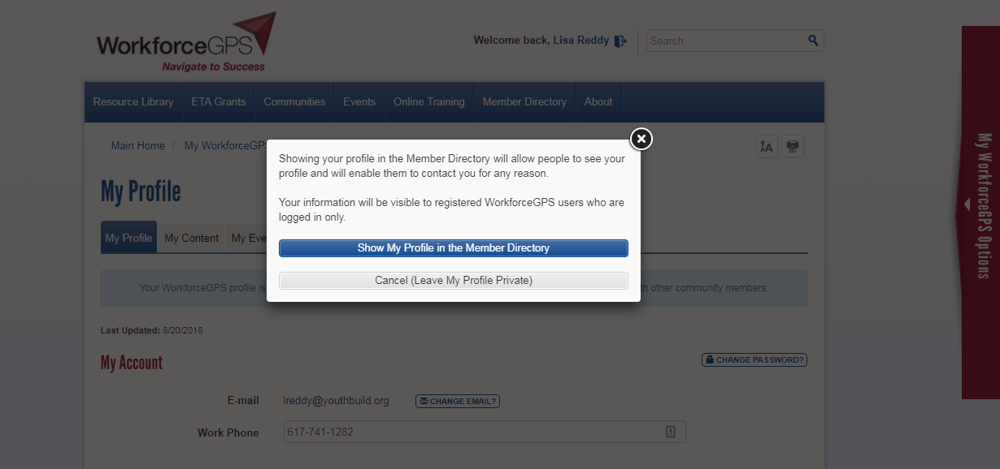 WorkforceGPS
Navigate to Success
Welcome back, Lisa Reddy
Search
Resource Library ETA Grants Communities Events Online Training Member Directory About
Main Home / My WorkforceGPS
Showing your profile in the Member Directory will allow people to see your
profile and will enable them to contact you for any reason.
Your information will be visible to registered WorkforceGPS users who are
logged in only.
Show My Profile in the Member Directory
Cancel (Leave My Profile Private)
My Profile
My Profile My Content My Eve
Your WorkforceGPS profile is
h other community members.
Last Updated: 8/20/2018
My Account
CHANGE PASSWORD?
E-mail lreddy@youthbuild.org CHANGE EMAIL?
Work Phone 617-741-1282
My WorkforceGPS Options